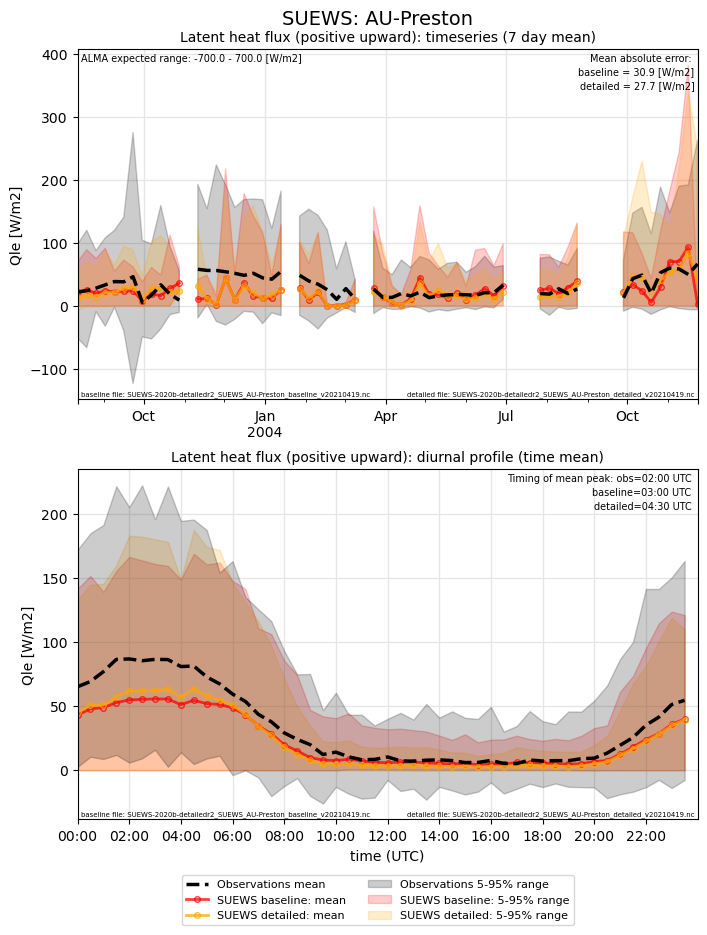 SUEWS: AU-Preston
Latent heat flux (positive upward): timeseries (7 day mean)
ALMA expected range: -700.0 - 700.0 [W/m2]
Mean absolute error:
baseline = 30.9 [W/m2]
detailed = 27.7 [W/m2]
400
300
200
100
0
−100
Qle [W/m2]
baseline file: SUEWS-2020b-detailedr2_SUEWS_AU-Preston_baseline_v20210419.nc
detailed file: SUEWS-2020b-detailedr2_SUEWS_AU-Preston_detailed_v20210419.nc
Oct Jan Apr Jul Oct
2004
Latent heat flux (positive upward): diurnal profile (time mean)
Timing of mean peak: obs=02:00 UTC
baseline=03:00 UTC
detailed=04:30 UTC
200
150
100
50
0
Qle [W/m2]
baseline file: SUEWS-2020b-detailedr2_SUEWS_AU-Preston_baseline_v20210419.nc
detailed file: SUEWS-2020b-detailedr2_SUEWS_AU-Preston_detailed_v20210419.nc
00:00 02:00 04:00 06:00 08:00 10:00 12:00 14:00 16:00 18:00 20:00 22:00
time (UTC)
Observations mean
SUEWS baseline: mean
SUEWS detailed: mean
Observations 5-95% range
SUEWS baseline: 5-95% range
SUEWS detailed: 5-95% range